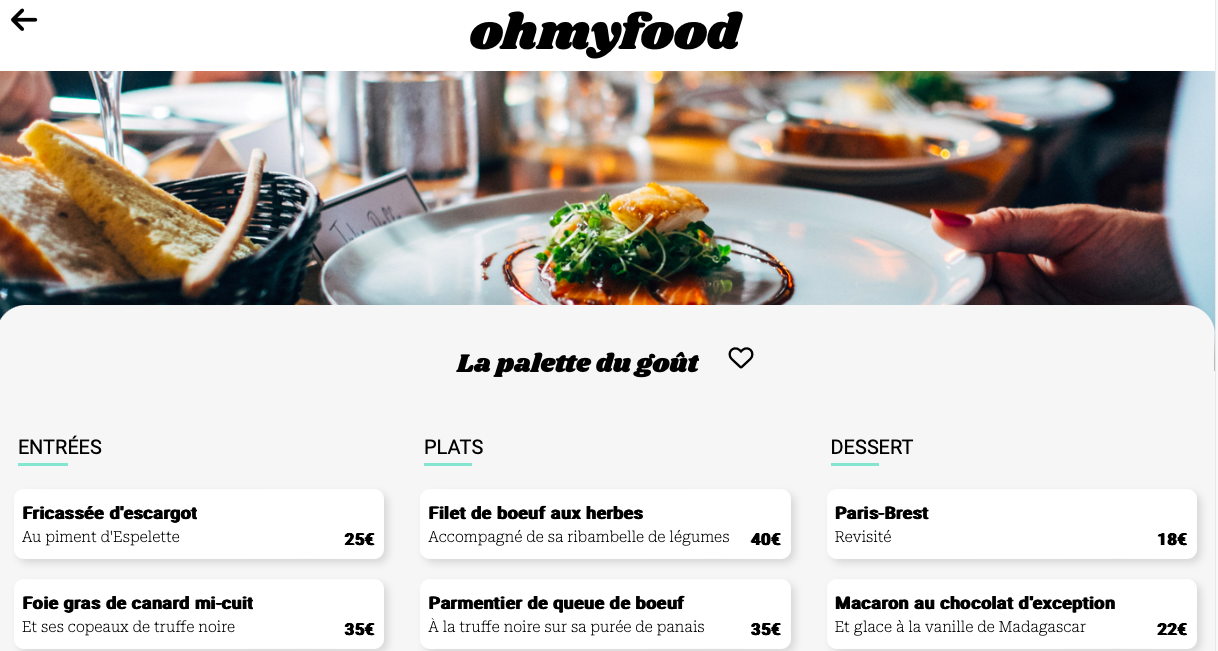 ohmyfood
La palette du goût
ENTRÉES
Fricassée d'escargot
Au piment d'Espelette
25€
Foie gras de canard mi-cuit
Et ses copeaux de truffe noire
35€
PLATS
Filet de boeuf aux herbes
Accompagné de sa ribambelle de légumes
40€
Parmentier de queue de boeuf
À la truffe noire sur sa purée de panais
35€
DESSERT
Paris-Brest
Revisité
18€
Macaron au chocolat d'exception
Et glace à la vanille de Madagascar
22€